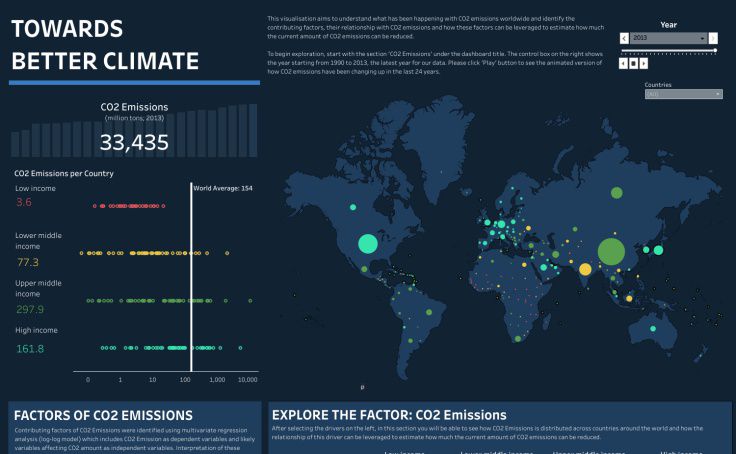 TOWARDS
BETTER CLIMATE
This visualisation aims to understand what has been happening with CO2 emissions worldwide and identify the
contributing factors, their relationship with CO2 emissions and how these factors can be leveraged to estimate how much
the current amount of CO2 emissions can be reduced.
To begin exploration, start with the section 'CO2 Emissions' under the dashboard title. The control box on the right shows
the year starting from 1990 to 2013, the latest year for our data. Please click 'Play' button to see the animated version of
how CO2 emissions have been changing up in the last 24 years.
Year
2013
Countries
(All)
CO2 Emissions
(million tons, 2013)
33,435
CO2 Emissions per Country
Low income
3.6
World Average: 154
Lower middle
income
77.3
Upper middle
income
297.9
High income
161.8
0 1 10 100 1,000 10,000
FACTORS OF CO2 EMISSIONS
Contributing factors of CO2 Emissions were identified using multivariate regression
analysis (log-log model) which includes CO2 Emission as dependent variables and likely
variables affecting CO2 amount as independent variables. Interpretation of these
EXPLORE THE FACTOR: CO2 Emissions
After selecting the drivers on the left, in this section you will be able to see how CO2 Emissions is distributed across countries around the world and how the
relationship of this driver can be leveraged to estimate how much the current amount of CO2 emissions can be reduced.
Low income Lower middle income Upper middle income High income